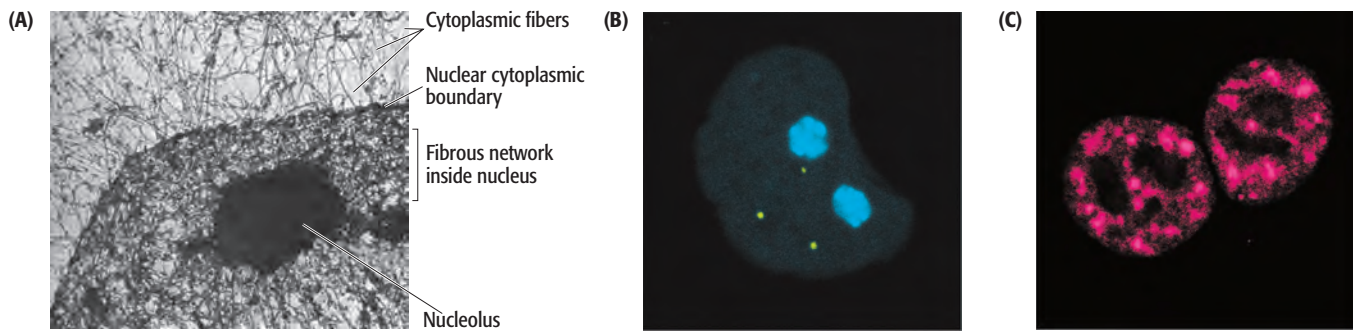 (A)
Cytoplasmic fibers
Nuclear cytoplasmic
boundary
Fibrous network
inside nucleus
Nucleolus
(B)
(C)